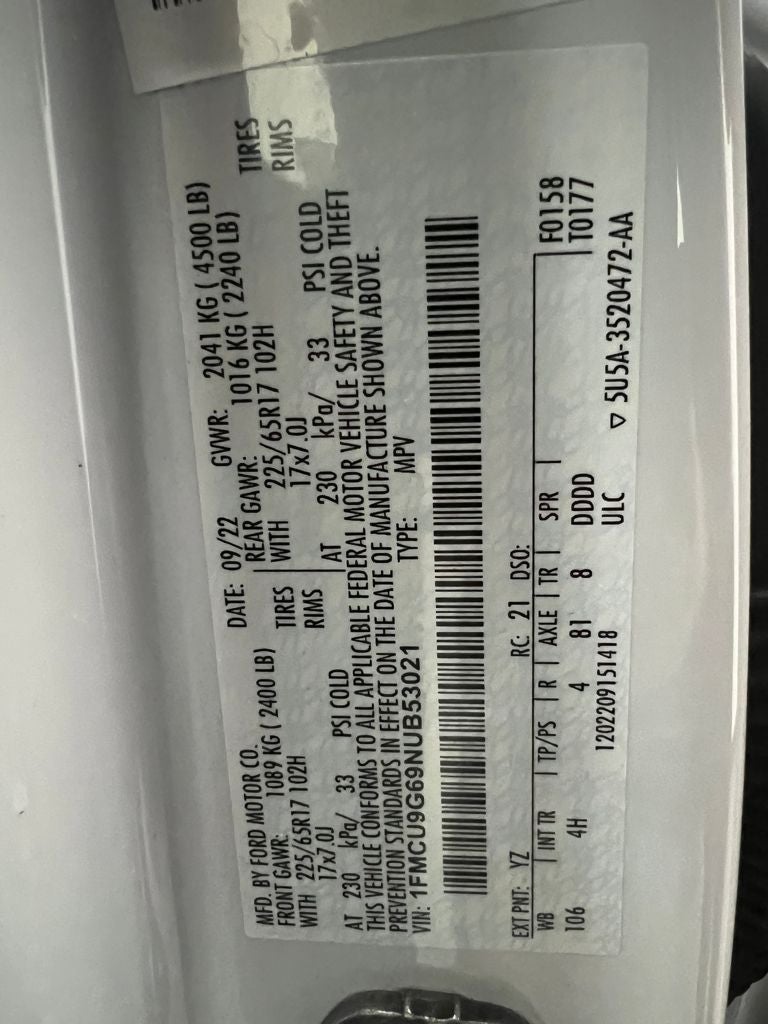 MFD. BY FORD MOTOR CO.
DATE: 09/22 GVWR: 2041 KG ( 4500 LB)
FRONT GAWR: 1089 KG ( 2400 LB) REAR GAWR: 1016 KG ( 2240 LB)
WITH 225/65R17 102H TIRES WITH 225/65R17 102H TIRES
17x7.0J RIMS 17x7.0J RIMS
AT 230 kPa/ 33 PSI COLD AT 230 kPa/ 33 PSI COLD
THIS VEHICLE CONFORMS TO ALL APPLICABLE FEDERAL MOTOR VEHICLE SAFETY AND THEFT
PREVENTION STANDARDS IN EFFECT ON THE DATE OF MANUFACTURE SHOWN ABOVE.
VIN: 1FMCU9G69NUB53021 TYPE: MPV
EXT PNT: YZ RC: 21 DSO: F0158
WB INT TR TP/PS R AXLE TR SPR T0177
106 4H 4 81 8 DDDD
1202209151418 ULC ▽ 5U5A-3520472-AA